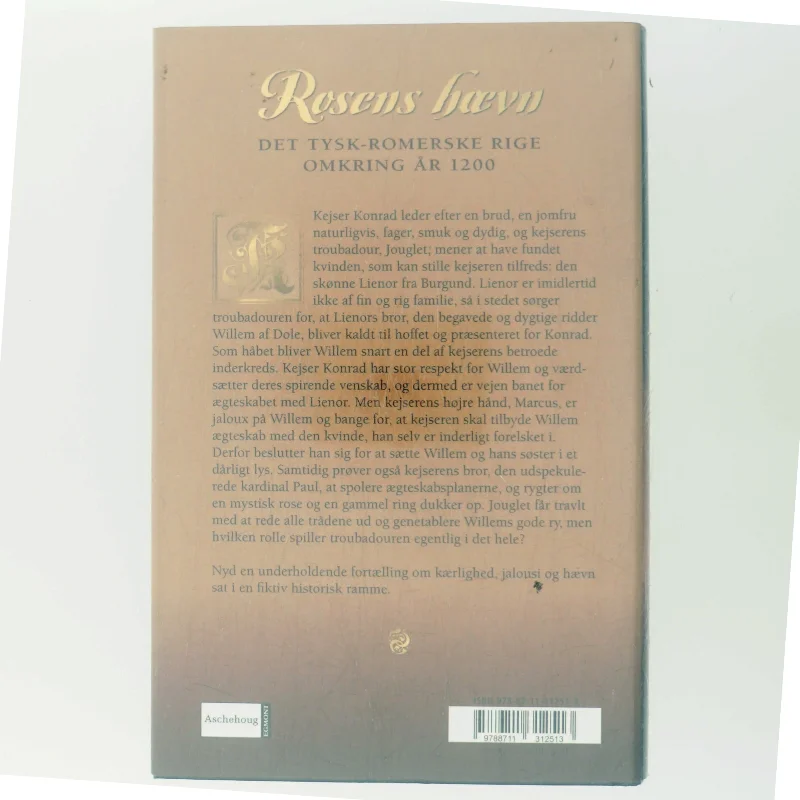 Rosens hævn
DET TYSK-ROMERSKE RIGE
OMKRING ÅR 1200
K
Kejser Konrad leder efter en brud, en jomfru
naturligvis, fager, smuk og dydig, og kejserens
troubadour, Jouglet, mener at have fundet
kvinden, som kan stille kejseren tilfreds: den
skønne Lienor fra Burgund. Lienor er imidlertid
ikke af fin og rig familie, så i stedet sørger
troubadouren for, at Lienors bror, den begavede og dygtige ridder
Willem af Dole, bliver kaldt til hoffet og præsenteret for Konrad.
Som håbet bliver Willem snart en del af kejserens betroede
inderkreds. Kejser Konrad har stor respekt for Willem og værd-
sætter deres spirende venskab, og dermed er vejen banet for
ægteskabet med Lienor. Men kejserens højre hånd, Marcus, er
jaloux på Willem og bange for, at kejseren skal tilbyde Willem
ægteskab med den kvinde, han selv er inderligt forelsket i.
Derfor beslutter han sig for at sætte Willem og hans søster i et
dårligt lys. Samtidig prøver også kejserens bror, den udspekule-
rede kardinal Paul, at spolere ægteskabsplanerne, og rygter om
en mystisk rose og en gammel ring dukker op. Jouglet får travlt
med at rede alle trådene ud og genetablere Willems gode ry, men
hvilken rolle spiller troubadouren egentlig i det hele?
Nyd en underholdende fortælling om kærlighed, jalousi og hævn
sat i en fiktiv historisk ramme.
Aschehoug
EGMONT
ISBN 978-87-11-31251-3
9788711 312513